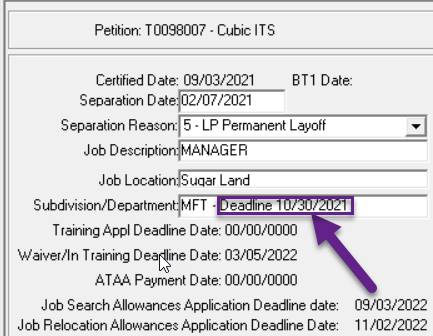 Petition: T0098007 - Cubic ITS
Certified Date: 09/03/2021 BT1 Date:
Separation Date: 02/07/2021
Separation Reason: 5 - LP Permanent Layoff
Job Description: MANAGER
Job Location: Sugar Land
Subdivision/Department: MFT - Deadline 10/30/2021
Training Appl Deadline Date: 00/00/0000
Waiver/In Training Deadline Date: 03/05/2022
ATAA Payment Date: 00/00/0000
Job Search Allowances Application Deadline date: 09/03/2022
Job Relocation Allowances Application Deadline Date: 11/02/2022